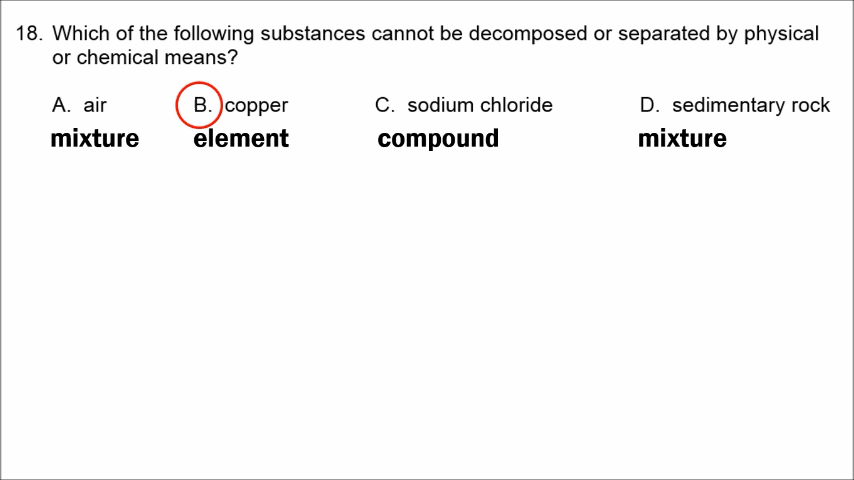 18. Which of the following substances cannot be decomposed or separated by physical
or chemical means?
A. air B. copper C. sodium chloride D. sedimentary rock
mixture element compound mixture